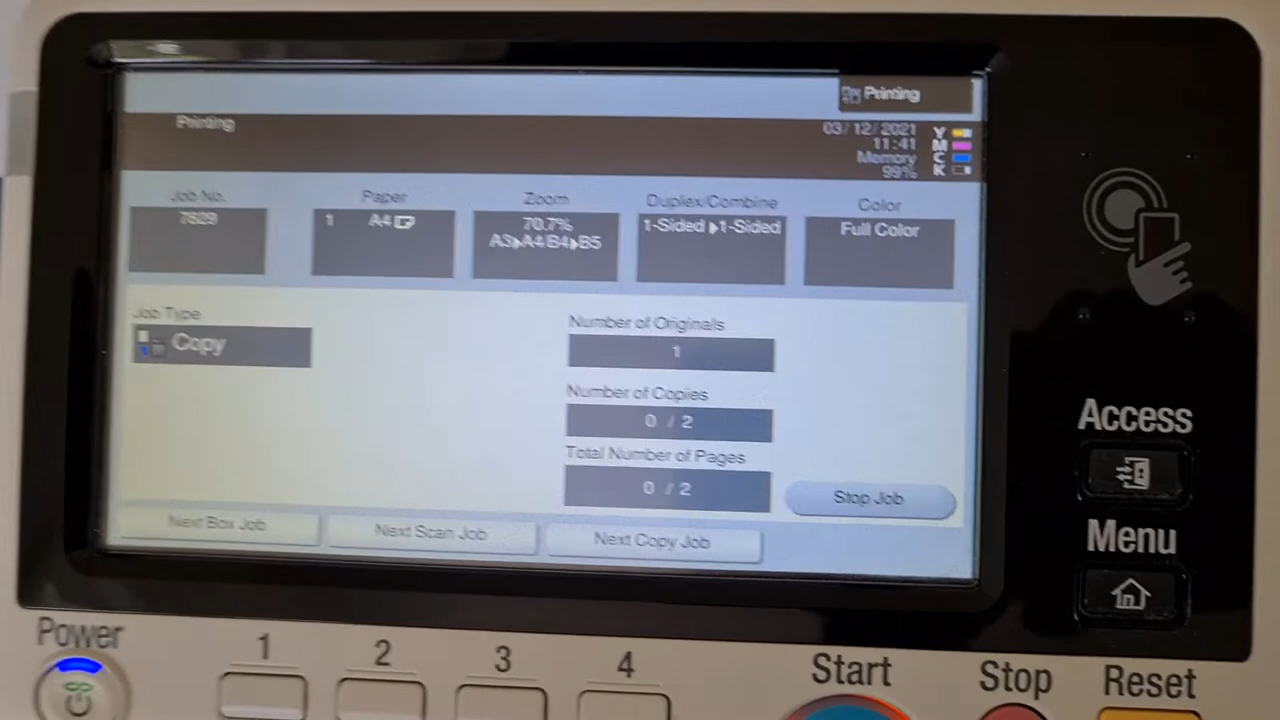 Printing
Printing
03/12/2021
11:41
Memory
99%
Y
M
C
K
Job No.
7829
Paper
1 A4
Zoom
70.7%
A3▶A4/B4▶B5
Duplex/Combine
1-Sided ▶1-Sided
Color
Full Color
Job Type
Copy
Number of Originals
1
Number of Copies
0 / 2
Total Number of Pages
0 / 2
Stop Job
Next Box Job
Next Scan Job
Next Copy Job
Access
Menu
Power
1
2
3
4
Start
Stop
Reset